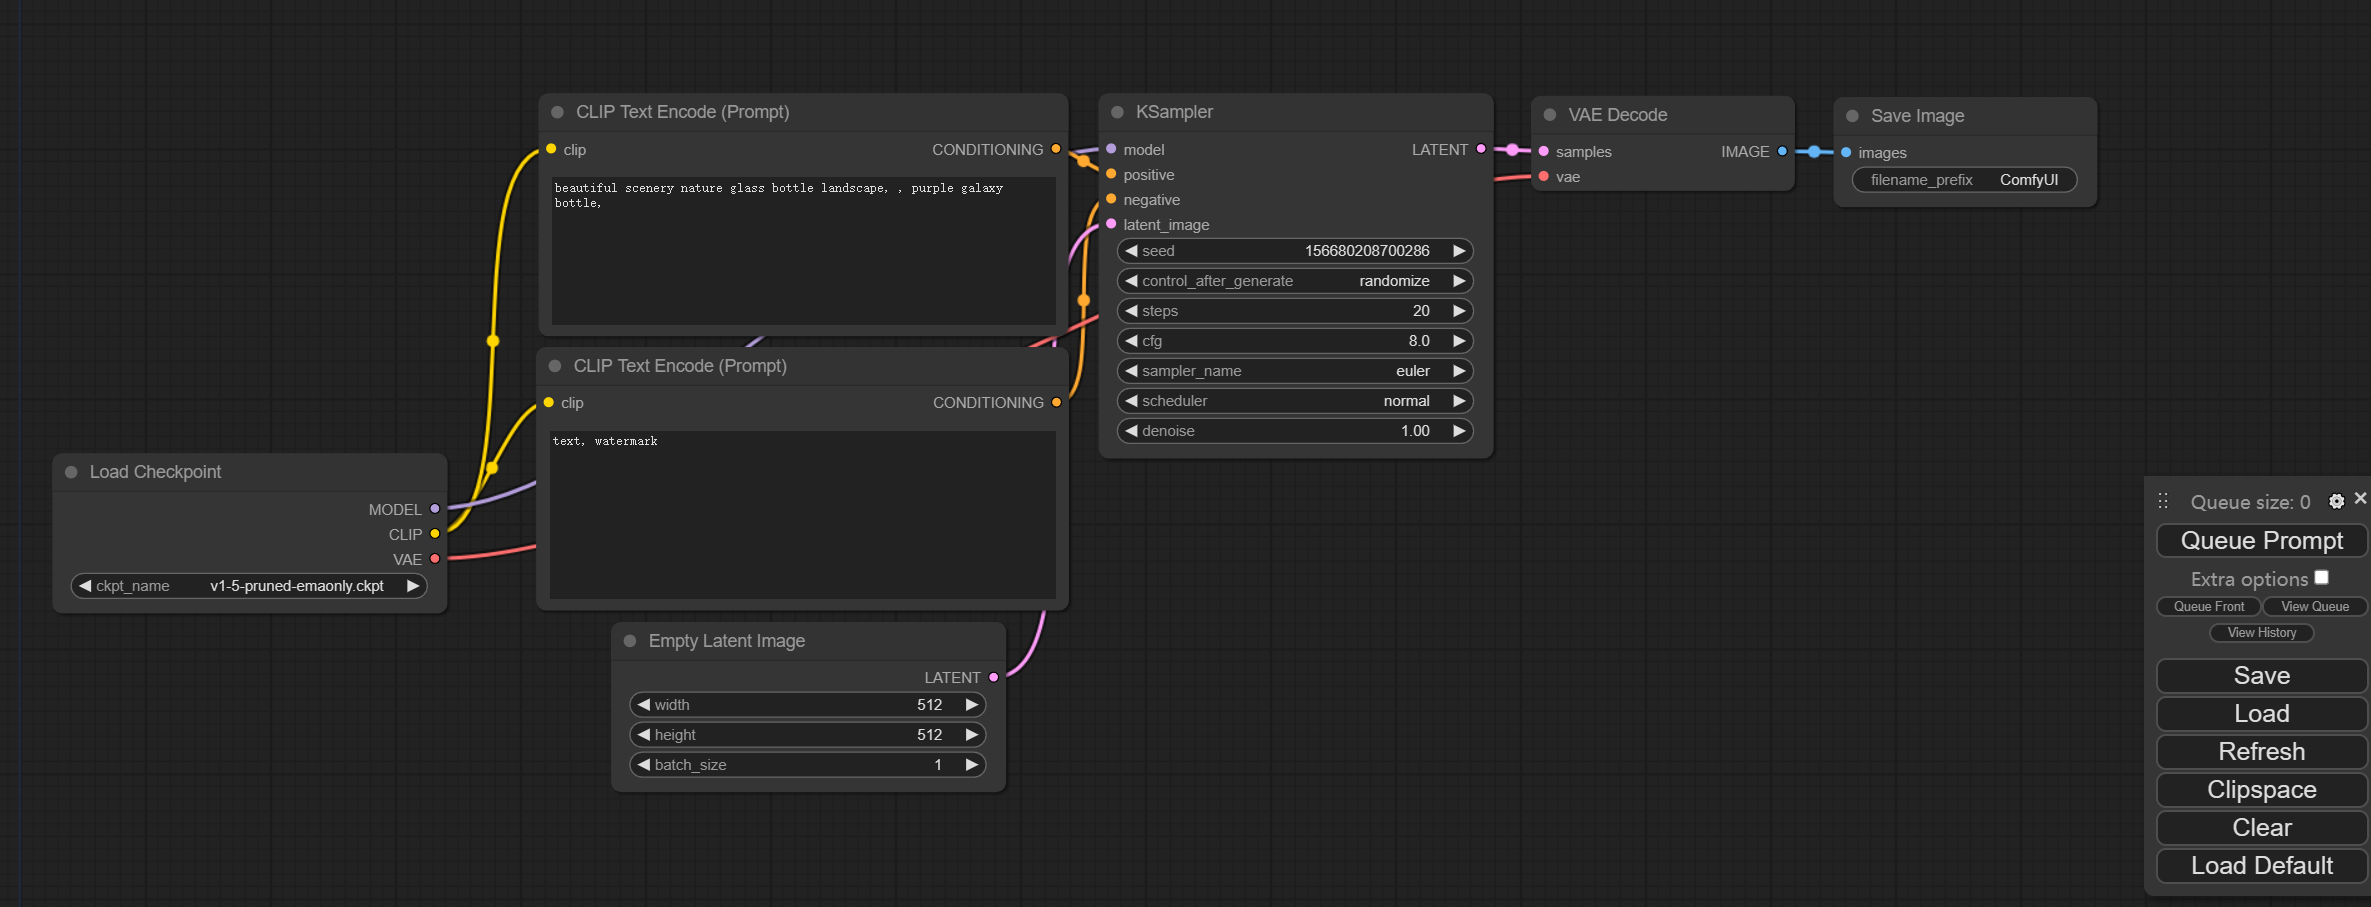 CLIP Text Encode (Prompt)
clip CONDITIONING
beautiful scenery nature glass bottle landscape, , purple galaxy
bottle,
CLIP Text Encode (Prompt)
clip CONDITIONING
text, watermark
Load Checkpoint
MODEL
CLIP
VAE
ckpt_name v1-5-pruned-emaonly.ckpt
Empty Latent Image
LATENT
width 512
height 512
batch_size 1
KSampler
model LATENT
positive
negative
latent_image
seed 156680208700286
control_after_generate randomize
steps 20
cfg 8.0
sampler_name euler
scheduler normal
denoise 1.00
VAE Decode
samples IMAGE
vae
Save Image
images
filename_prefix ComfyUI
Queue size: 0
Queue Prompt
Extra options
Queue Front View Queue
View History
Save
Load
Refresh
Clipspace
Clear
Load Default